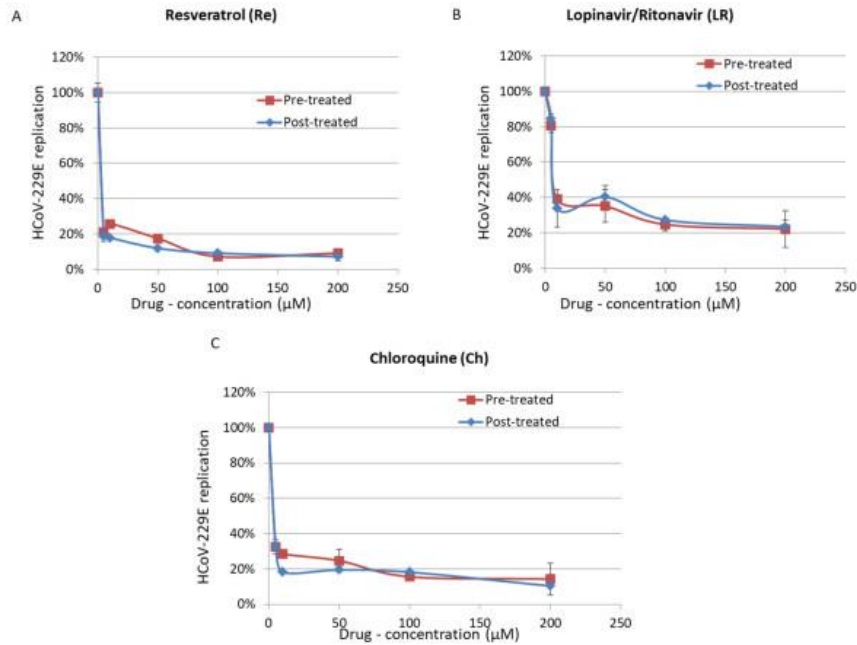 A
Resveratrol (Re)
120%
100%
80%
60%
40%
20%
0%
HCoV-229E replication
Pre-treated
Post-treated
0 50 100 150 200 250
Drug - concentration (µM)
B
Lopinavir/Ritonavir (LR)
120%
100%
80%
60%
40%
20%
0%
HCoV-229E replication
Pre-treated
Post-treated
0 50 100 150 200 250
Drug - concentration (µM)
C
Chloroquine (Ch)
120%
100%
80%
60%
40%
20%
0%
HCoV-229E replication
Pre-treated
Post-treated
0 50 100 150 200 250
Drug - concentration (µM)